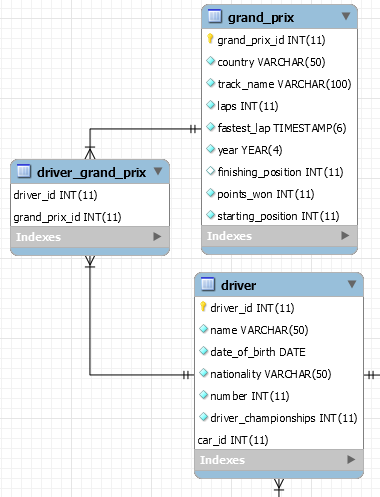 grand_prix
grand_prix_id INT(11)
country VARCHAR(50)
track_name VARCHAR(100)
laps INT(11)
fastest_lap TIMESTAMP(6)
year YEAR(4)
finishing_position INT(11)
points_won INT(11)
starting_position INT(11)
Indexes
driver_grand_prix
driver_id INT(11)
grand_prix_id INT(11)
Indexes
driver
driver_id INT(11)
name VARCHAR(50)
date_of_birth DATE
nationality VARCHAR(50)
number INT(11)
driver_championships INT(11)
car_id INT(11)
Indexes